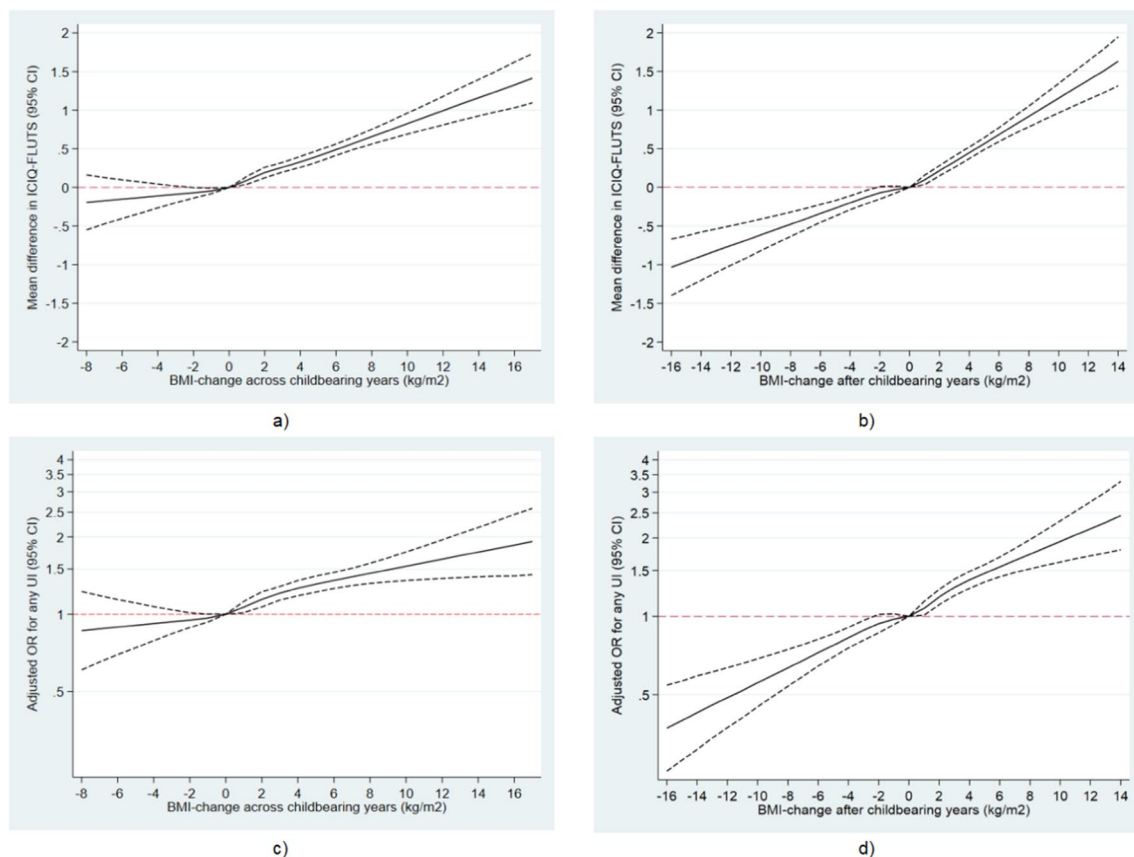 Mean difference in ICIQ-FLUTS (95% CI)
2
1.5
1
.5
0
-.5
-1
-1.5
-2
-8 -6 -4 -2 0 2 4 6 8 10 12 14 16
BMI-change across childbearing years (kg/m2)
a)
Mean difference in ICIQ-FLUTS (95% CI)
2
1.5
1
.5
0
-.5
-1
-1.5
-2
-16 -14 -12 -10 -8 -6 -4 -2 0 2 4 6 8 10 12 14
BMI-change after childbearing years (kg/m2)
b)
Adjusted OR for any UI (95% CI)
4
3.5
3
2.5
2
1.5
1
.5
-8 -6 -4 -2 0 2 4 6 8 10 12 14 16
BMI-change across childbearing years (kg/m2)
c)
Adjusted OR for any UI (95% CI)
4
3.5
3
2.5
2
1.5
1
.5
-16 -14 -12 -10 -8 -6 -4 -2 0 2 4 6 8 10 12 14
BMI-change after childbearing years (kg/m2)
d)